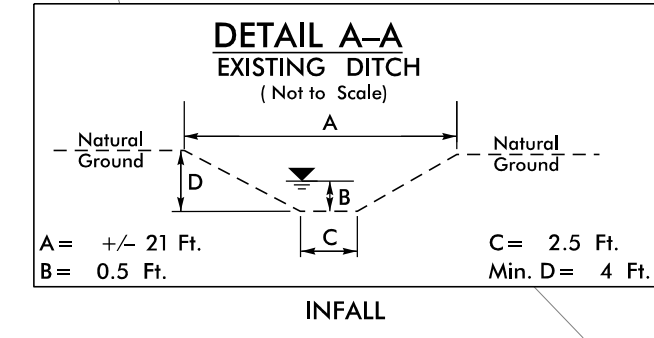 DETAIL A–A
EXISTING DITCH
( Not to Scale)
A
Natural
Ground
Natural
Ground
D
B
C
A= +/– 21 Ft.
B= 0.5 Ft.
C= 2.5 Ft.
Min. D= 4 Ft.
INFALL